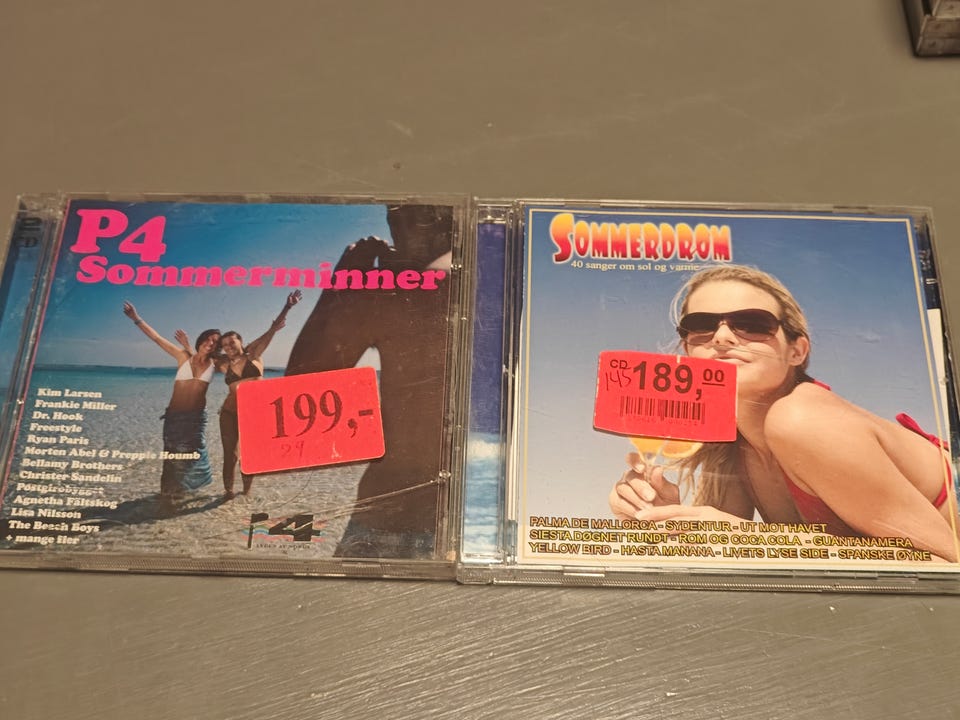 P4
Sommerminner
Kim Larsen
Frankie Miller
Dr. Hook
Freestyle
Ryan Paris
Morten Abel & Preppie Houmb
Bellamy Brothers
Christer Sandelin
Postgirobygget
Agnetha Fältskog
Lisa Nilsson
The Beach Boys
+ mange fler
199,-
P4
SOMMERDRØM
40 sanger om sol og varme
CD
145
189,00
PALMA DE MALLORCA - SYDENTUR - UT MOT HAVET
SIESTA DØGNET RUNDT - ROM OG COCA COLA - GUANTANAMERA
YELLOW BIRD - HASTA MANANA - LIVETS LYSE SIDE - SPANSKE ØYNE